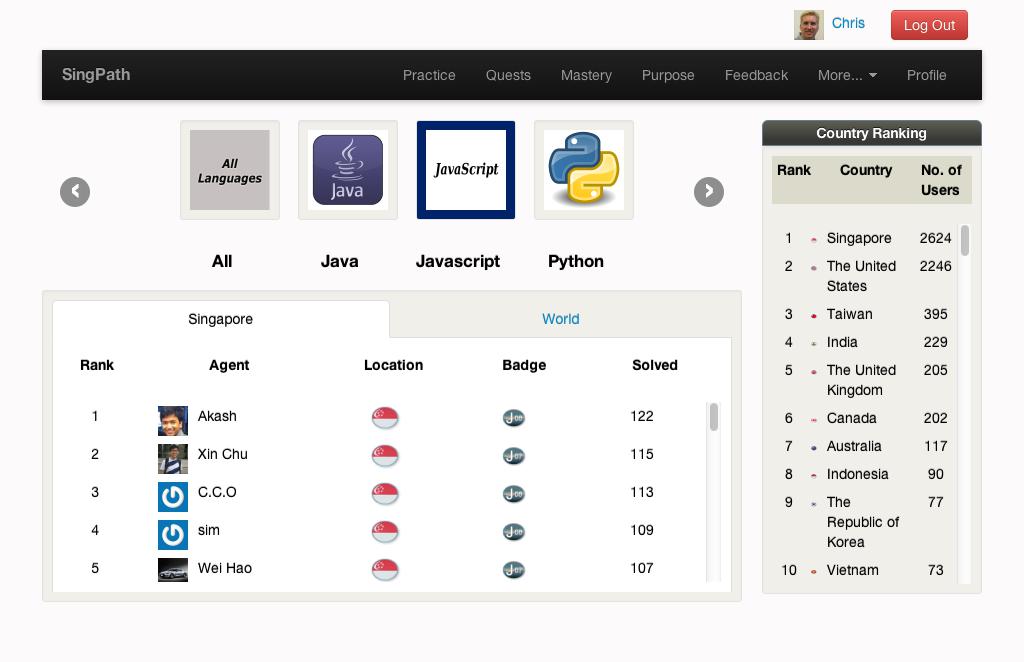 Chris
Log Out
SingPath
Practice Quests Mastery Purpose Feedback More... Profile
All
Languages
Java
JavaScript
All Java Javascript Python
Singapore World
Rank Agent Location Badge Solved
1 Akash 122
2 Xin Chu 115
3 C.C.O 113
4 sim 109
5 Wei Hao 107
Country Ranking
Rank Country No. of
Users
1 Singapore 2624
2 The United 2246
States
3 Taiwan 395
4 India 229
5 The United 205
Kingdom
6 Canada 202
7 Australia 117
8 Indonesia 90
9 The 77
Republic of
Korea
10 Vietnam 73